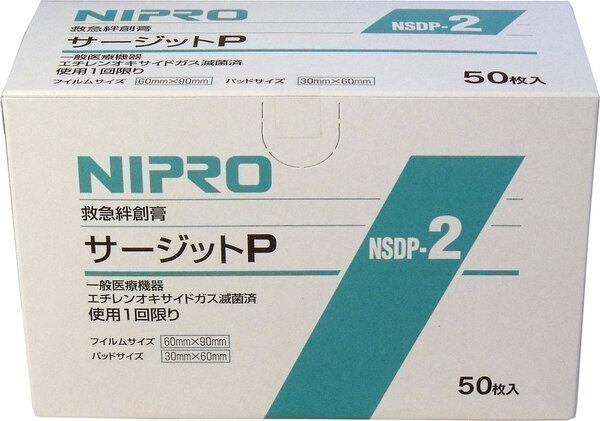 NIPRO
救急絆創膏
サージットP
一般医療機器
エチレンオキサイドガス滅菌済
使用1回限り
フィルムサイズ 60mm×90mm パッドサイズ 30mm×60mm
NSDP-2
50枚入
NIPRO
救急絆創膏
サージットP
一般医療機器
エチレンオキサイドガス滅菌済
使用1回限り
フィルムサイズ 60mm×90mm
パッドサイズ 30mm×60mm
NSDP-2
50枚入